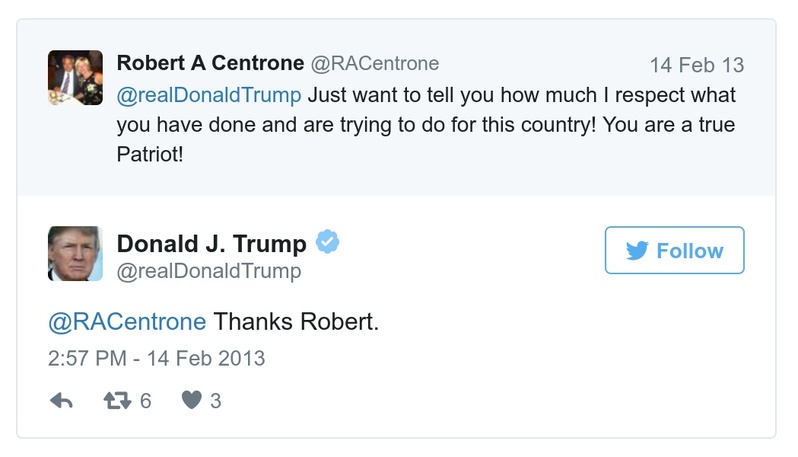 Robert A Centrone @RACentrone 14 Feb 13
@realDonaldTrump Just want to tell you how much I respect what
you have done and are trying to do for this country! You are a true
Patriot!
Donald J. Trump
@realDonaldTrump
Follow
@RACentrone Thanks Robert.
2:57 PM - 14 Feb 2013
6 3